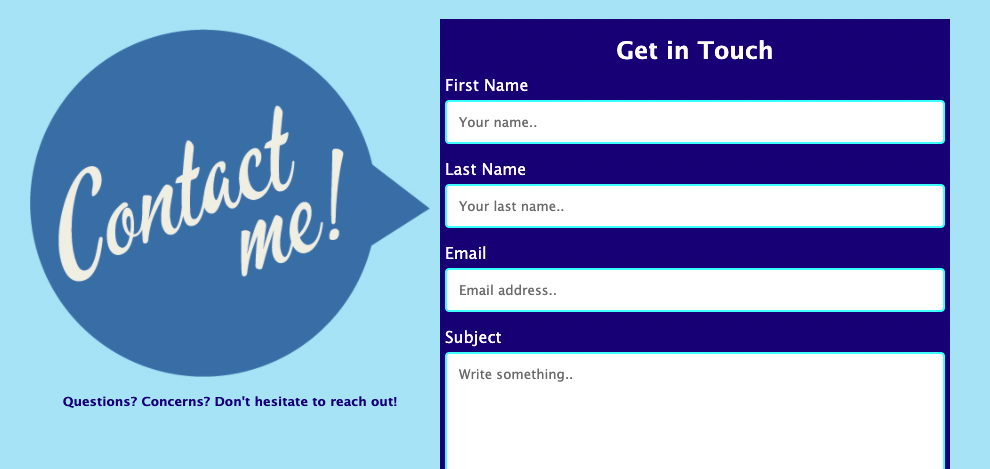 Contact
me!
Questions? Concerns? Don't hesitate to reach out!
Get in Touch
First Name
Your name..
Last Name
Your last name..
Email
Email address..
Subject
Write something..